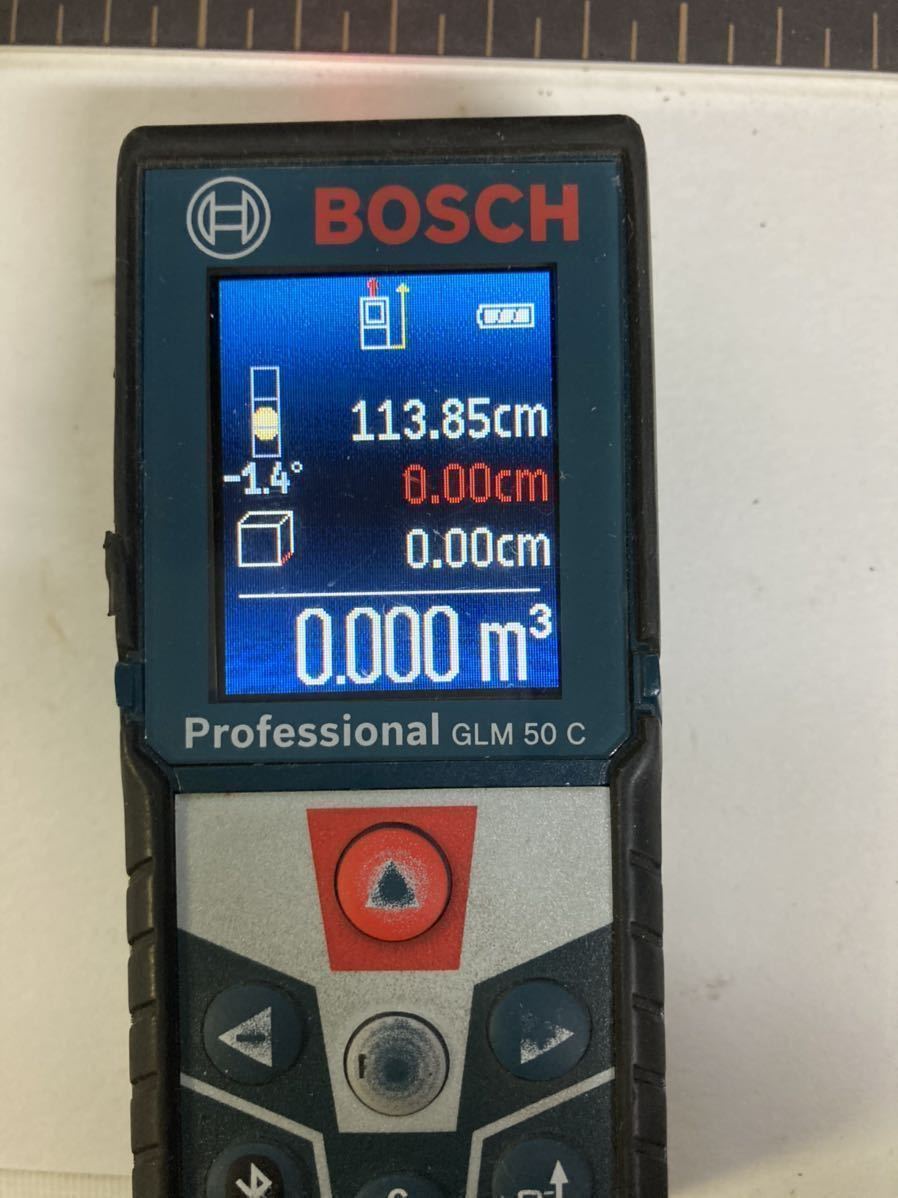 BOSCH
113.85cm
-1.4°
0.00cm
0.00cm
0.000 m³
Professional GLM 50 C